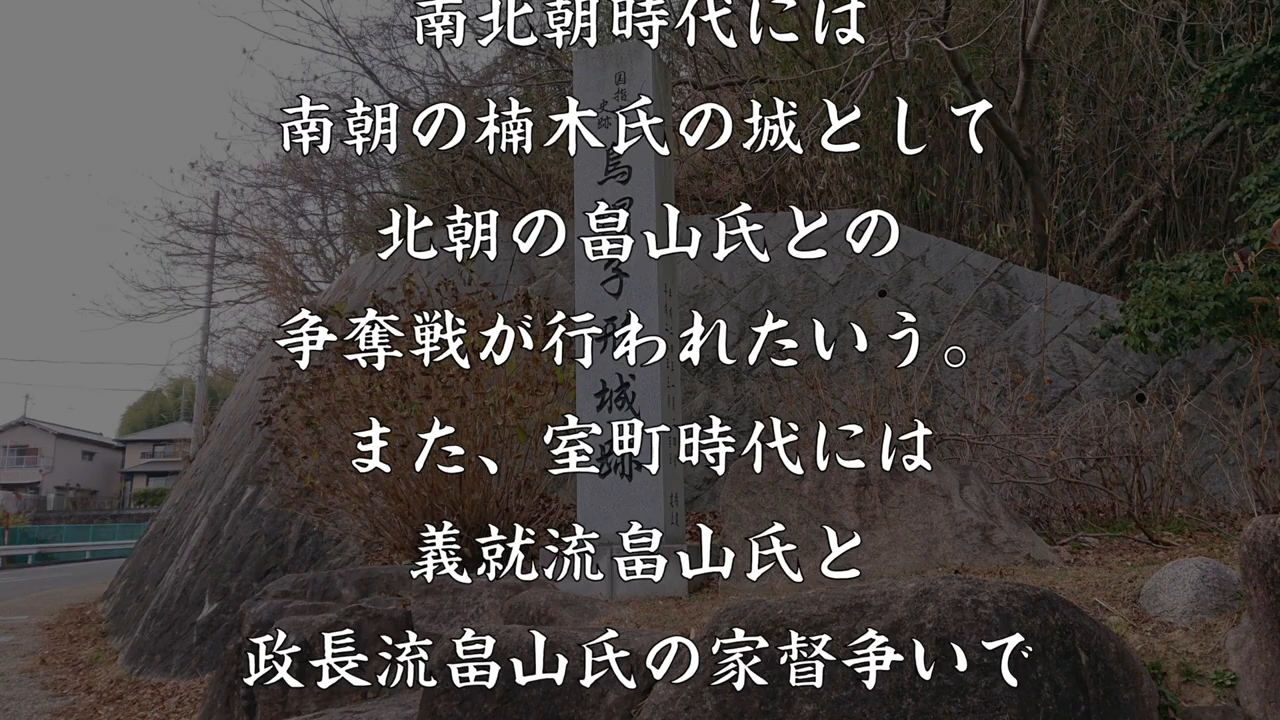 南北朝時代には
南朝の楠木氏の城として
北朝の畠山氏との
争奪戦が行われたいう。
また、室町時代には
義就流畠山氏と
政長流畠山氏の家督争いで
国指
史跡
烏帽子形城跡